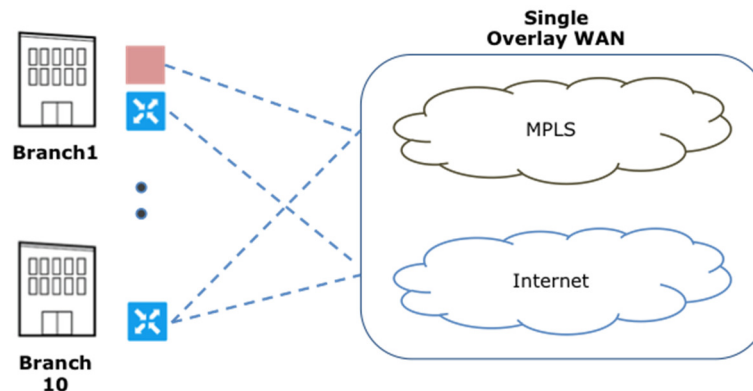 Single
Overlay WAN
MPLS
Branch1
Internet
Branch
10